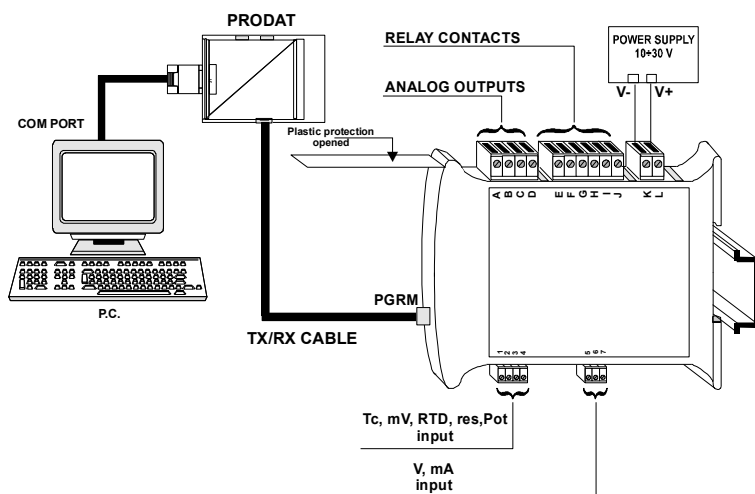 PRODAT
RELAY CONTACTS
POWER SUPPLY
10÷30 V
V- V+
ANALOG OUTPUTS
COM PORT
Plastic protection
opened
A B C D E F G H I J K L
PGRM
P.C.
TX/RX CABLE
1 2 3 4 5 6 7
Tc, mV, RTD, res,Pot
input
V, mA
input